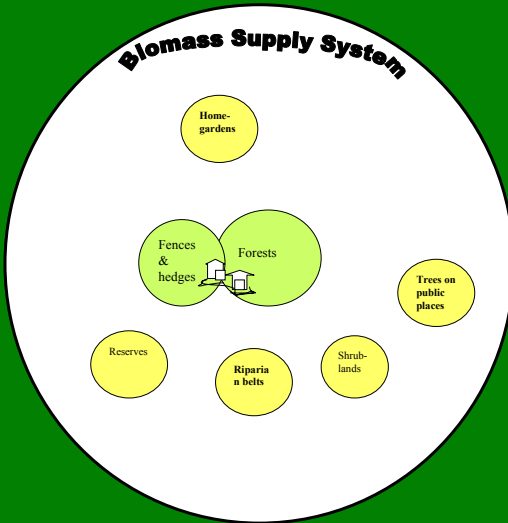 Biomass Supply System
Home-
gardens
Fences
&
hedges
Forests
Trees on
public
places
Reserves
Riparia
n belts
Shrub-
lands